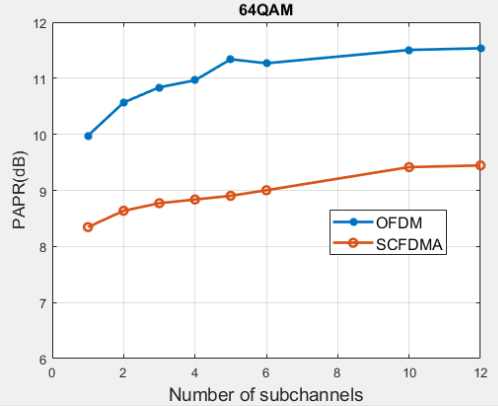 64QAM
12
11
10
9
8
7
6
PAPR(dB)
OFDM
SCFDMA
0 2 4 6 8 10 12
Number of subchannels